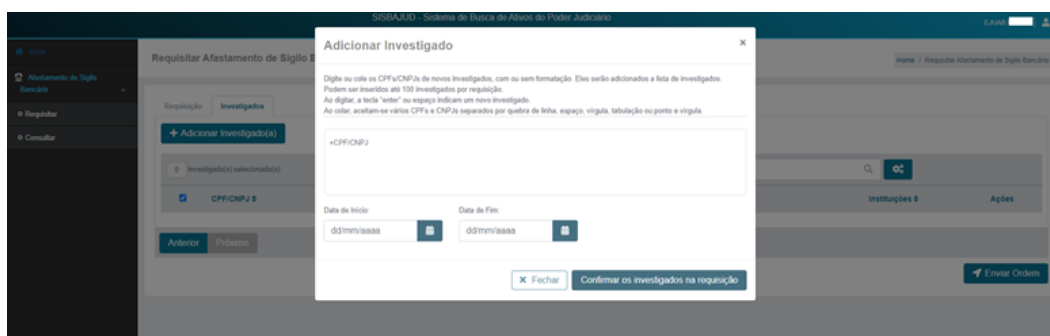 SISBAJUD - Sistema de Busca de Ativos do Poder Judiciário
EJUAB
Início
Afastamento de Sigilo
Bancário
Requisitar
Consultar
Requisitar Afastamento de Sigilo B
Home / Requisitar Afastamento de Sigilo Bancário
Requisição Investigados
+ Adicionar Investigado(a)
0 Investigado(s) selecionado(s)
CPF/CNPJ
Instituições
Ações
Anterior Próximo
Enviar Ordem
Adicionar Investigado ×
Digite ou cole os CPFs/CNPJs de novos investigados, com ou sem formatação. Eles serão adicionados a lista de investigados.
Podem ser inseridos até 100 investigados por requisição.
Ao digitar, a tecla "enter" ou espaço indicam um novo investigado.
Ao colar, aceitam-se vários CPFs e CNPJs separados por quebra de linha, espaço, vírgula, tabulação ou ponto e vírgula.
+CPF/CNPJ
Data de Início: Data de Fim:
dd/mm/aaaa dd/mm/aaaa
× Fechar Confirmar os investigados na requisição